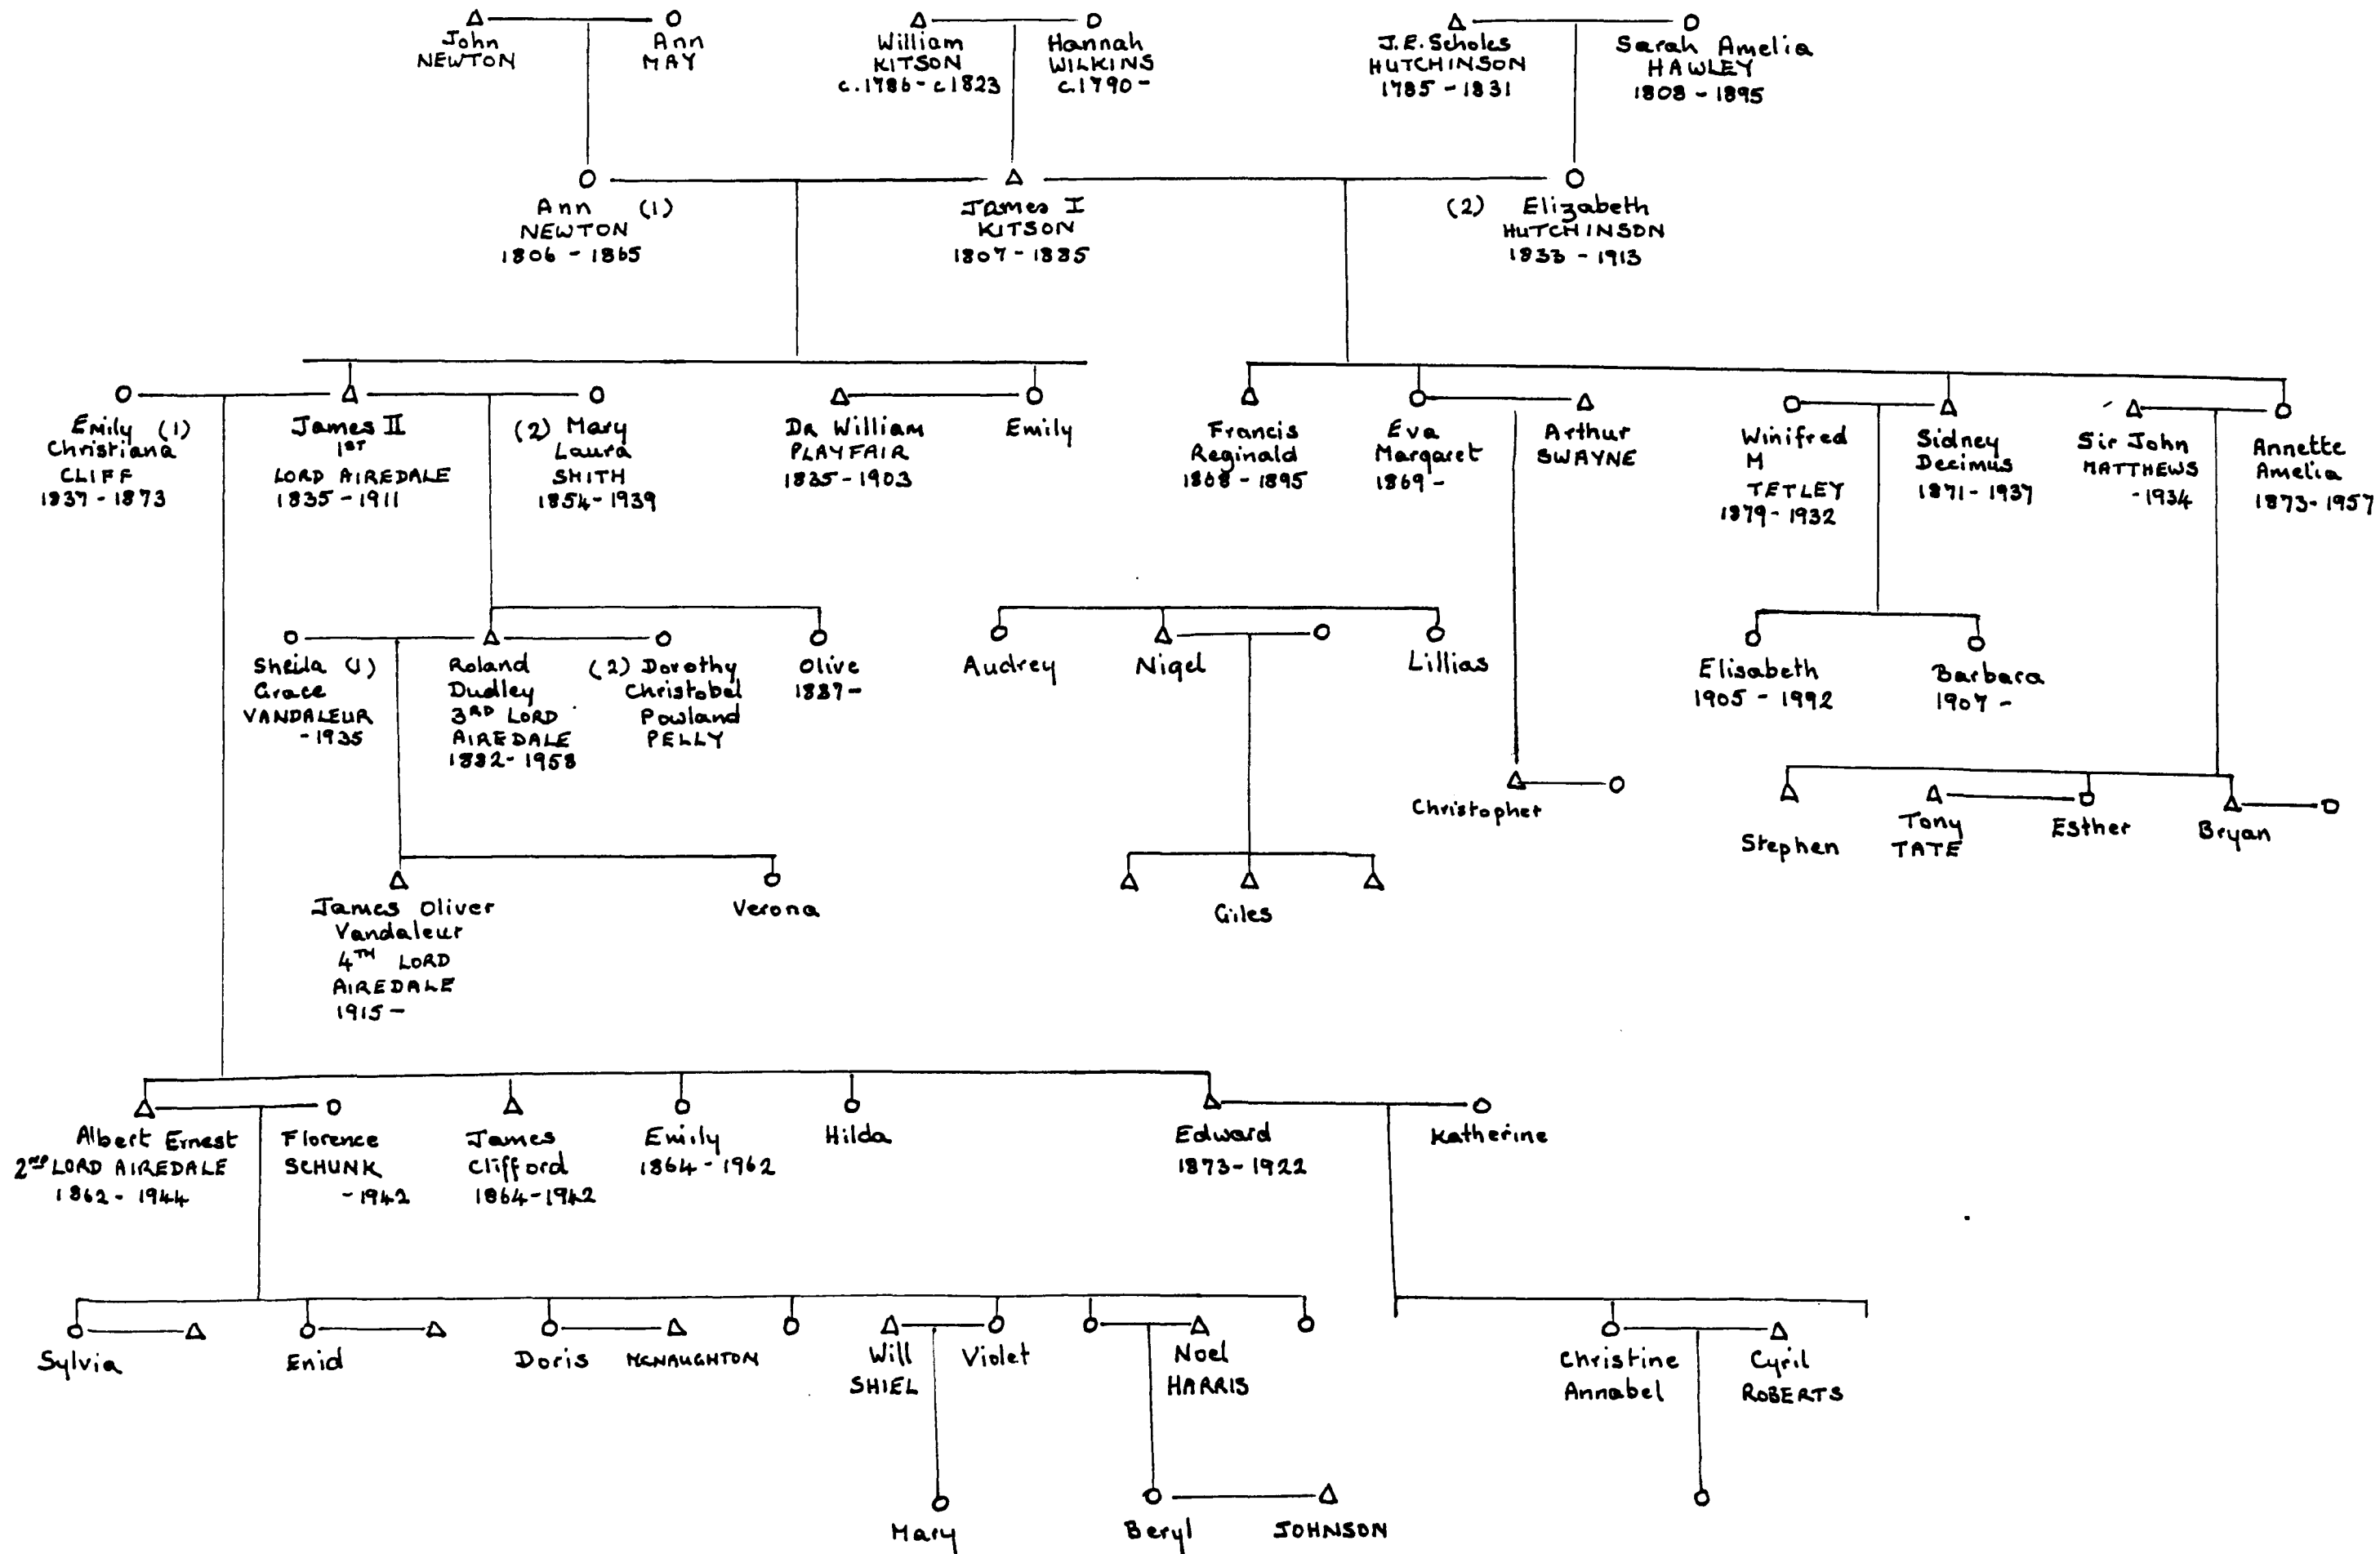 John
NEWTON
Ann
MAY
William
KITSON
c.1786 - c1823
Hannah
WILKINS
c.1790 -
J.E. Scholes
HUTCHINSON
1785 - 1831
Sarah Amelia
HAWLEY
1808 - 1895
Ann (1)
NEWTON
1806 - 1865
James I
KITSON
1807 - 1885
(2) Elizabeth
HUTCHINSON
1833 - 1913
Emily (1)
Christiana
CLIFF
1837 - 1873
James II
1ST
LORD AIREDALE
1835 - 1911
(2) Mary
Laura
SMITH
1854 - 1939
Dr William
PLAYFAIR
1835 - 1903
Emily
Francis
Reginald
1868 - 1895
Eva
Margaret
1869 -
Arthur
SWAYNE
Winifred
M
TETLEY
1879 - 1932
Sidney
Decimus
1871 - 1937
Sir John
MATTHEWS
- 1934
Annette
Amelia
1873 - 1957
Sheila (1)
Grace
VANDALEUR
- 1935
Roland
Dudley
3RD LORD
AIREDALE
1882 - 1958
(2) Dorothy
Christobel
Powland
PELLY
Olive
1887 -
Audrey
Nigel
Lillias
Elisabeth
1905 - 1992
Barbara
1907 -
Christopher
Stephen
Tony
TATE
Esther
Bryan
James Oliver
Vandaleur
4TH LORD
AIREDALE
1915 -
Verona
Giles
Albert Ernest
2ND LORD AIREDALE
1862 - 1944
Florence
SCHUNK
- 1942
James
Clifford
1864 - 1942
Emily
1864 - 1962
Hilda
Edward
1873 - 1922
Katherine
Sylvia
Enid
Doris
MCNAUGHTON
Will
SHIEL
Violet
Noel
HARRIS
Christine
Annabel
Cyril
ROBERTS
Mary
Beryl
JOHNSON